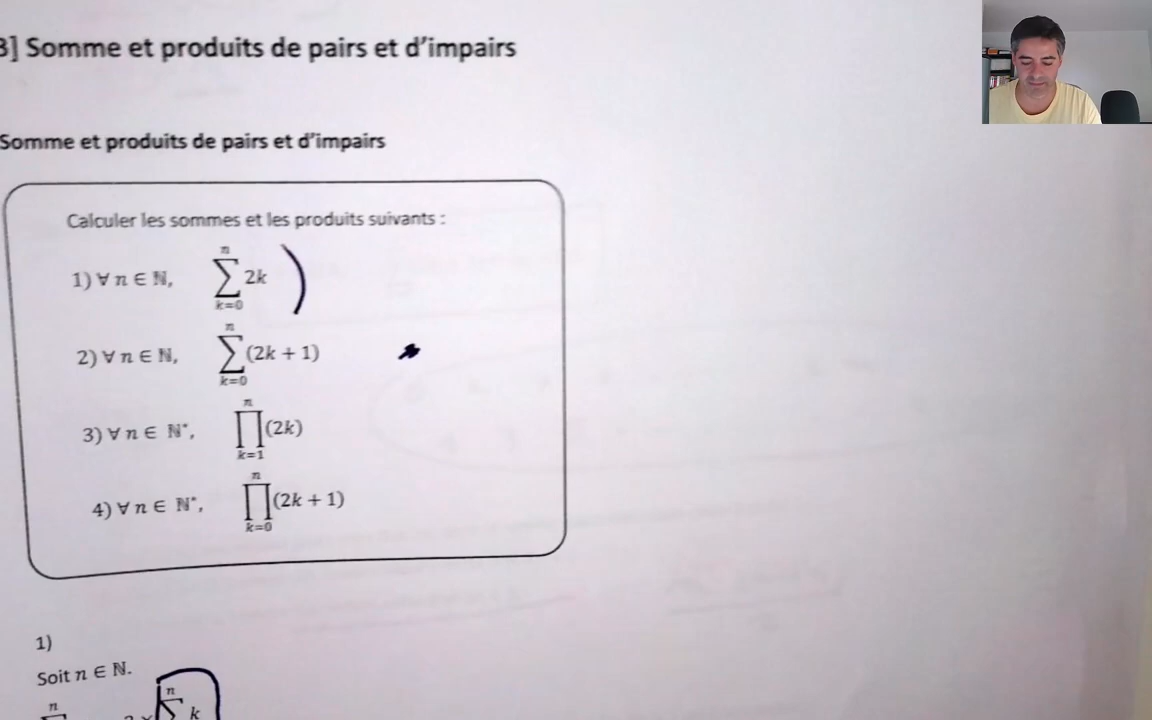 3] Somme et produits de pairs et d'impairs
Somme et produits de pairs et d'impairs
Calculer les sommes et les produits suivants :
1) ∀ n ∈ ℕ, ∑_{k=0}^{n} 2k
2) ∀ n ∈ ℕ, ∑_{k=0}^{n} (2k + 1)
3) ∀ n ∈ ℕ*, ∏_{k=1}^{n} (2k)
4) ∀ n ∈ ℕ*, ∏_{k=0}^{n} (2k + 1)
1)
Soit n ∈ ℕ.
n n
∑ k